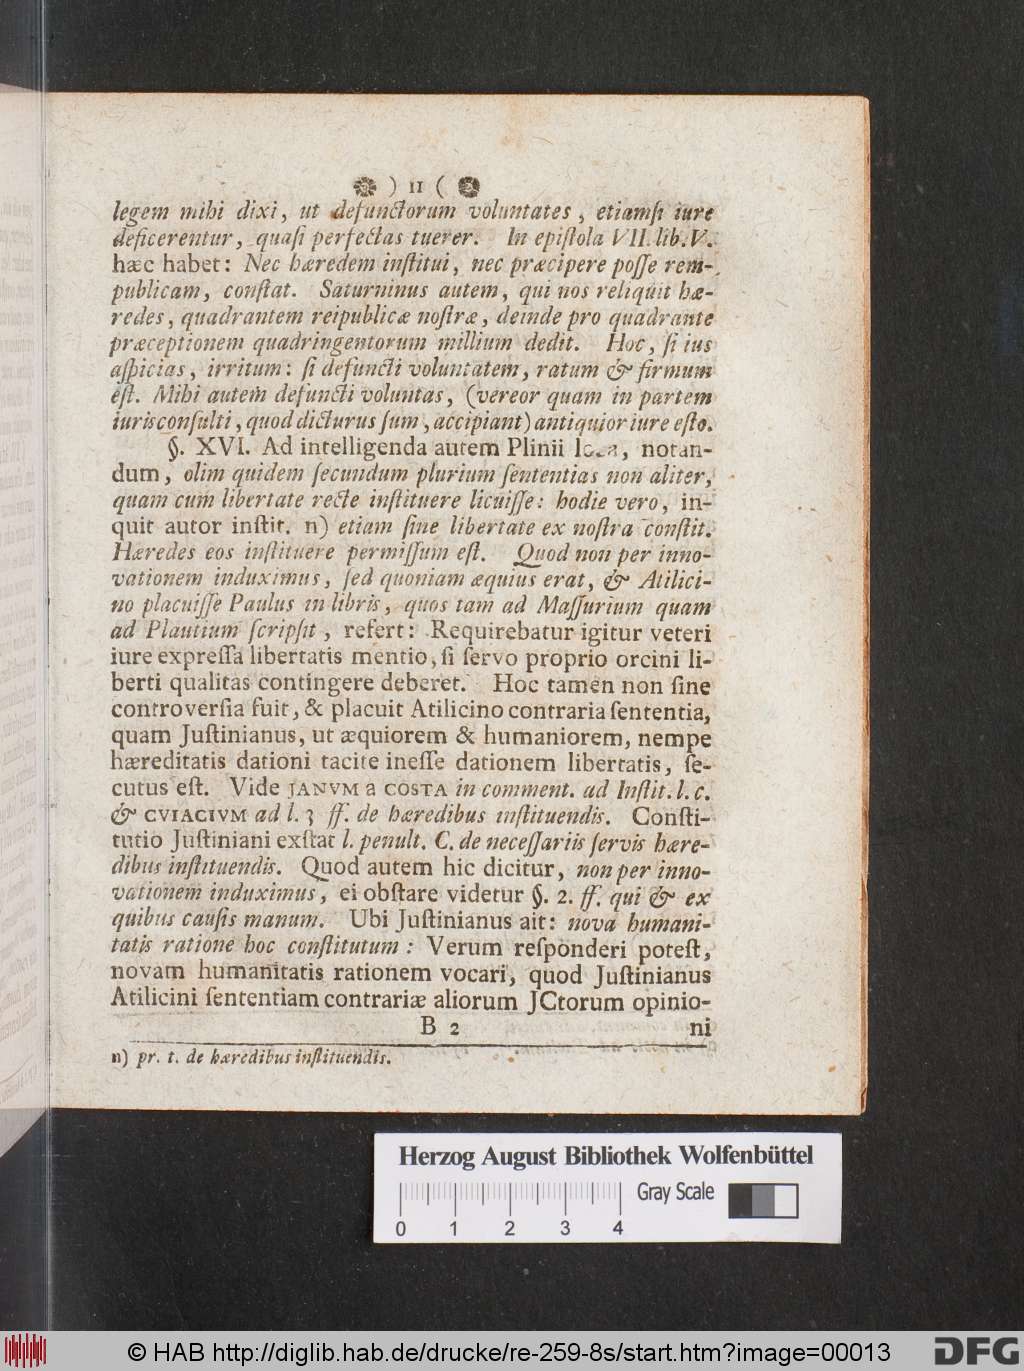 ) 11 (
legem mihi dixi, ut defunctorum voluntates, etiamſi iure
deficerentur, quaſi perfectas tuerer. In epiſtola VII. lib. V.
hæc habet: Nec hæredem inſtitui, nec præcipere poſſe rem-
publicam, conſtat. Saturninus autem, qui nos reliquit hæ-
redes, quadrantem reipublicæ noſtræ, deinde pro quadrante
præceptionem quadringentorum millium dedit. Hoc, ſi ius
aſpicias, irritum: ſi defuncti voluntatem, ratum & firmum
eſt. Mihi autem defuncti voluntas, (vereor quam in partem
iurisconſulti, quod dicturus ſum, accipiant) antiquior iure eſto.
§. XVI. Ad intelligenda autem Plinii notan-
dum, olim quidem ſecundum plurium ſententias non aliter,
quam cum libertate recte inſtituere licuiſſe: hodie vero, in-
quit autor inſtit. n) etiam ſine libertate ex noſtra conſtit.
Hæredes eos inſtituere permiſſum eſt. Quod non per inno-
vationem induximus, ſed quoniam æquius erat, & Atilici-
no placuiſſe Paulus in libris, quos tam ad Maſſurium quam
ad Plautium ſcripſit, refert: Requirebatur igitur veteri
iure expreſſa libertatis mentio, ſi ſervo proprio orcini li-
berti qualitas contingere deberet. Hoc tamen non ſine
controverſia fuit, & placuit Atilicino contraria ſententia,
quam Juſtinianus, ut æquiorem & humaniorem, nempe
hæreditatis dationi tacite ineſſe dationem libertatis, ſe-
cutus eſt. Vide JANVM a COSTA in comment. ad Inſtit. l. c.
& CVIACIVM ad l. 3 ff. de hæredibus inſtituendis. Conſti-
tutio Juſtiniani exſtat l. penult. C. de neceſſariis ſervis hære-
dibus inſtituendis. Quod autem hic dicitur, non per inno-
vationem induximus, ei obſtare videtur §. 2. ff. qui & ex
quibus cauſis manum. Ubi Juſtinianus ait: nova humani-
tatis ratione hoc conſtitutum: Verum reſponderi poteſt,
novam humanitatis rationem vocari, quod Juſtinianus
Atilicini ſententiam contrariæ aliorum JCtorum opinio-
B 2 ni
n) pr. t. de hæredibus inſtituendis.
Herzog August Bibliothek Wolfenbüttel
Gray Scale
0 1 2 3 4
© HAB http://diglib.hab.de/drucke/re-259-8s/start.htm?image=00013
DFG